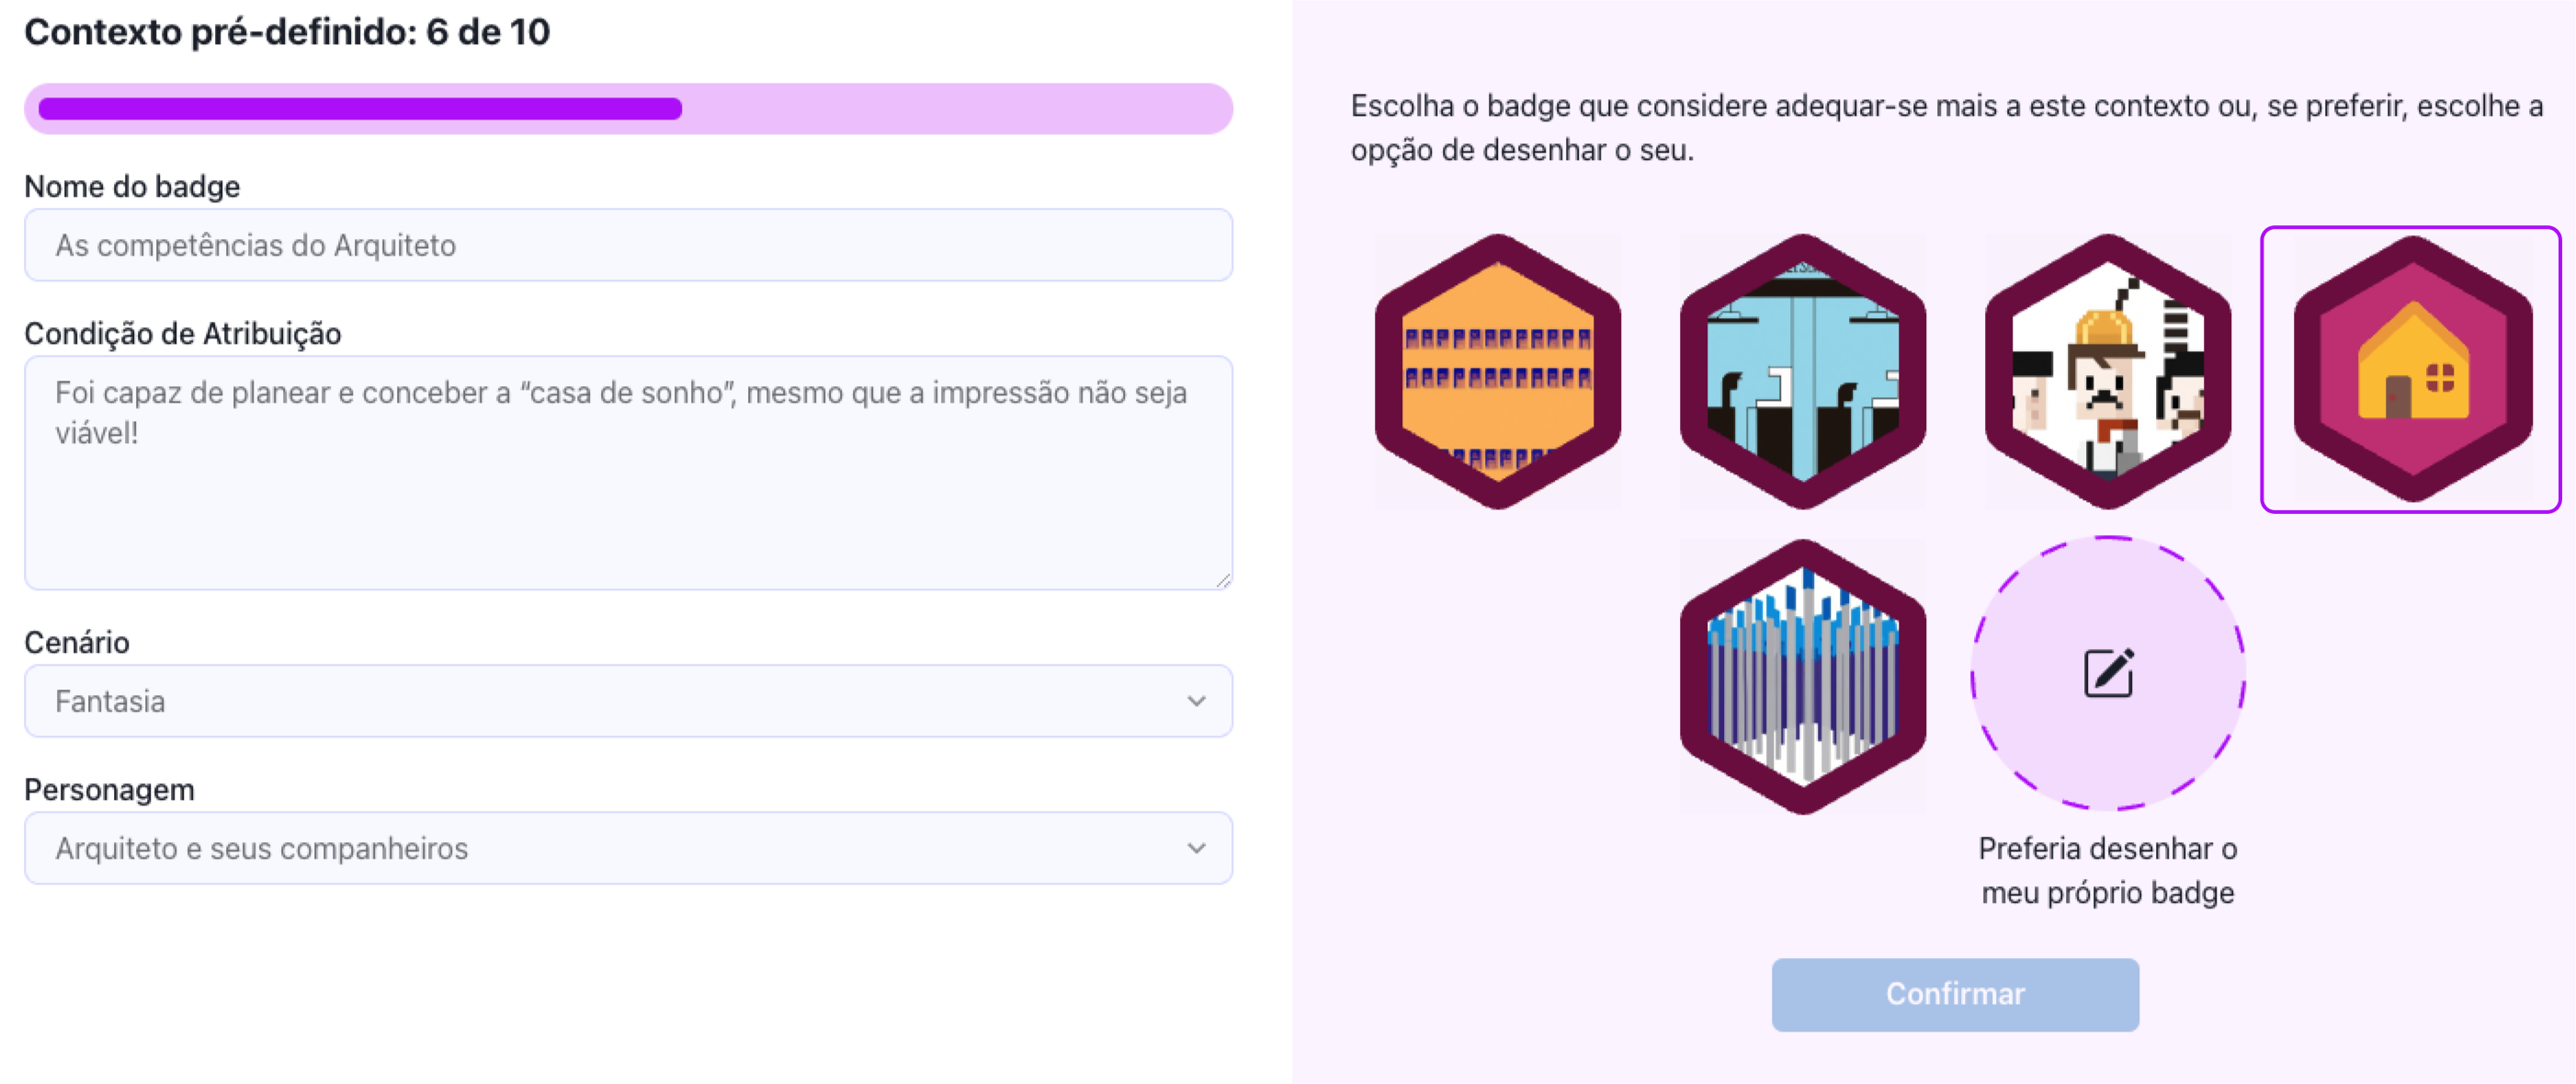 Contexto pré-definido: 6 de 10
Nome do badge
As competências do Arquiteto
Condição de Atribuição
Foi capaz de planear e conceber a “casa de sonho”, mesmo que a impressão não seja
viável!
Cenário
Fantasia
Personagem
Arquiteto e seus companheiros
Escolha o badge que considere adequar-se mais a este contexto ou, se preferir, escolhe a
opção de desenhar o seu.
Preferia desenhar o
meu próprio badge
Confirmar